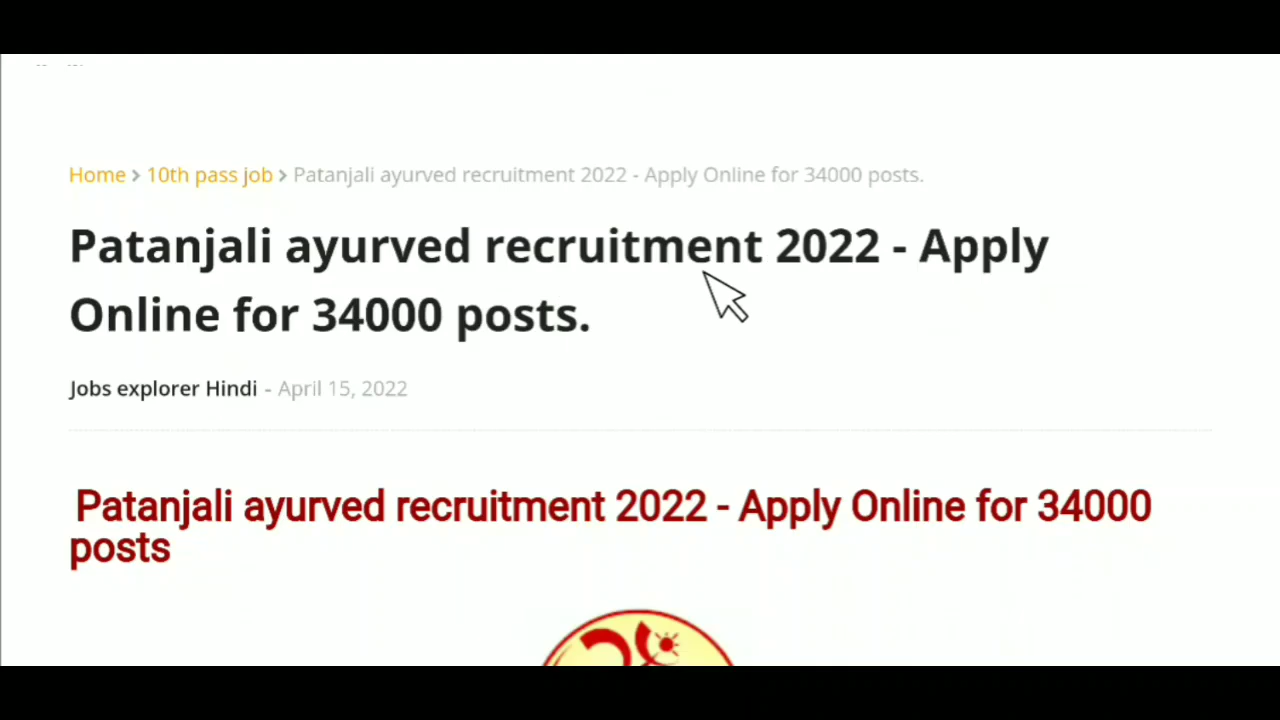 Home > 10th pass job > Patanjali ayurved recruitment 2022 - Apply Online for 34000 posts.
Patanjali ayurved recruitment 2022 - Apply
Online for 34000 posts.
Jobs explorer Hindi - April 15, 2022
Patanjali ayurved recruitment 2022 - Apply Online for 34000
posts